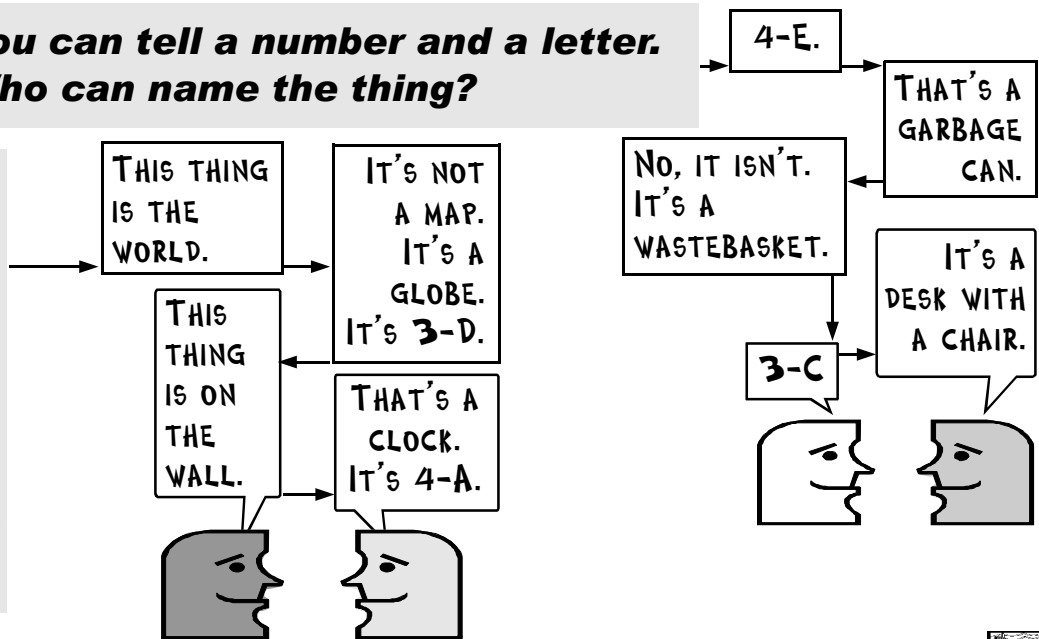 ou can tell a number and a letter.
ho can name the thing?
THIS THING
IS THE
WORLD.
IT'S NOT
A MAP.
IT'S A
GLOBE.
IT'S 3-D.
THIS
THING
IS ON
THE
WALL.
THAT'S A
CLOCK.
IT'S 4-A.
4-E.
THAT'S A
GARBAGE
CAN.
NO, IT ISN'T.
IT'S A
WASTEBASKET.
3-C
IT'S A
DESK WITH
A CHAIR.